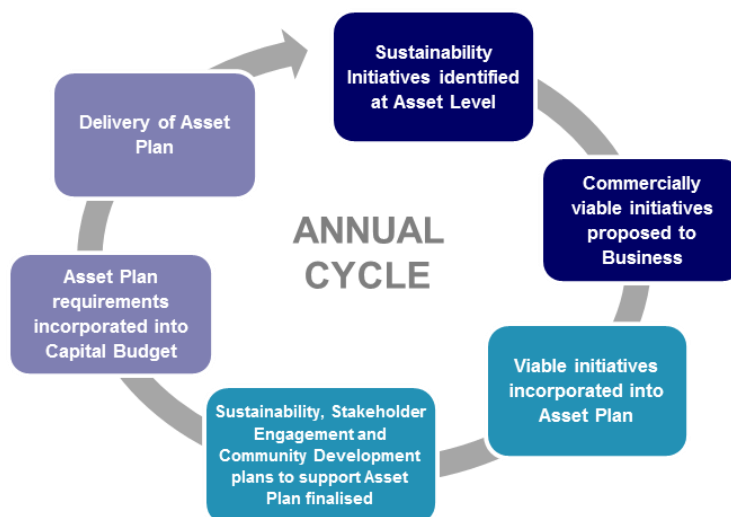 Sustainability
Initiatives identified
at Asset Level
Commercially
viable initiatives
proposed to
Business
Viable initiatives
incorporated into
Asset Plan
Sustainability, Stakeholder
Engagement and
Community Development
plans to support Asset
Plan finalised
Asset Plan
requirements
incorporated into
Capital Budget
Delivery of Asset
Plan
ANNUAL
CYCLE